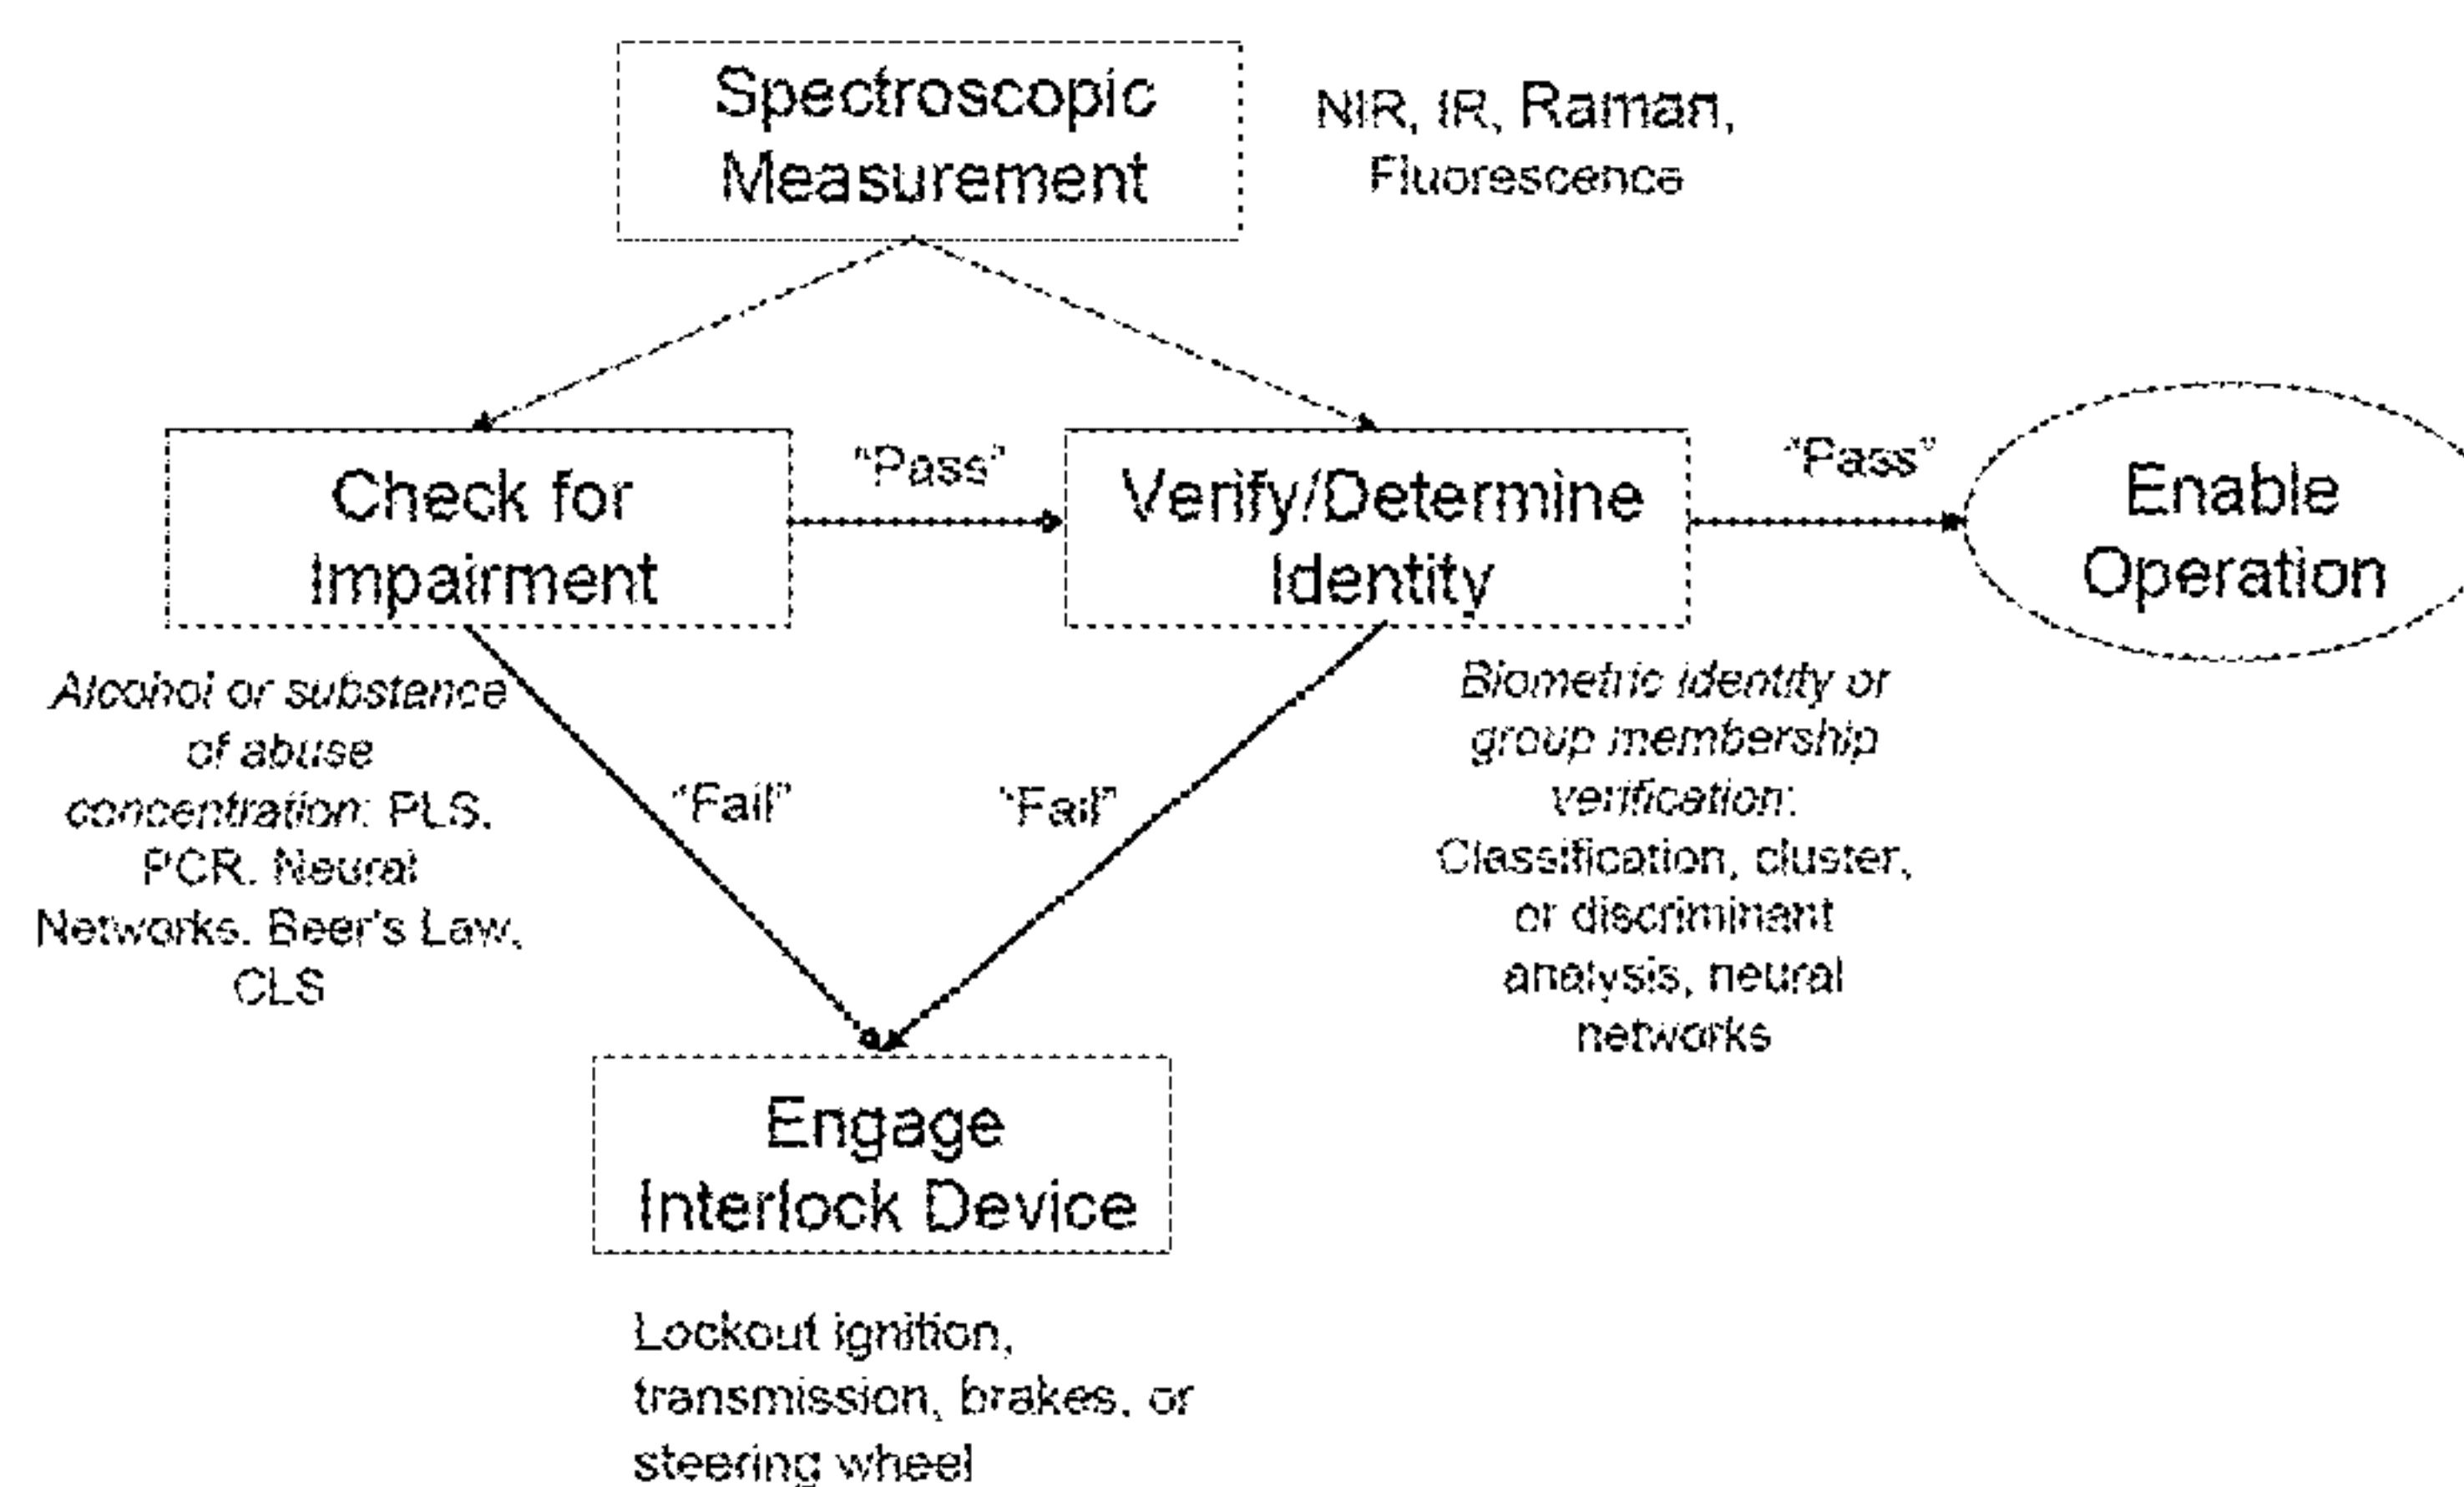 Spectroscopic
Measurement
NIR, IR, Raman,
Fluorescence
Check for
Impairment
"Pass"
Verify/Determine
Identity
"Pass"
Enable
Operation
Alcohol or substance
of abuse
concentration: PLS,
PCR, Neural
Networks, Beer's Law,
CLS
"Fail"
"Fail"
Biometric identity or
group membership
verification:
Classification, cluster,
or discriminant
analysis, neural
networks
Engage
Interlock Device
Lockout ignition,
transmission, brakes, or
steering wheel